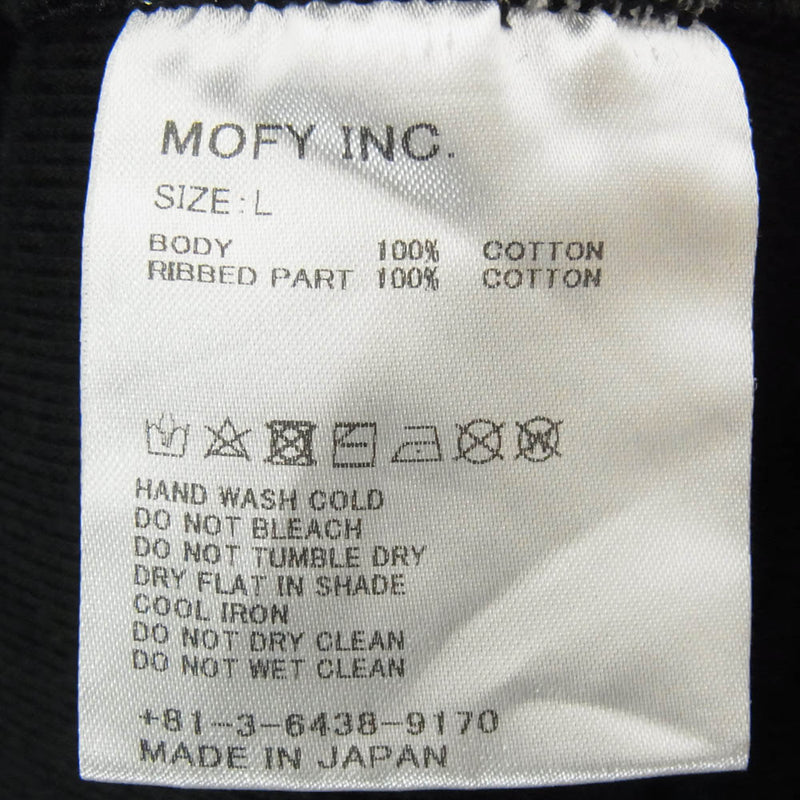 MOFY INC.
SIZE:L
BODY 100% COTTON
RIBBED PART 100% COTTON
HAND WASH COLD
DO NOT BLEACH
DO NOT TUMBLE DRY
DRY FLAT IN SHADE
COOL IRON
DO NOT DRY CLEAN
DO NOT WET CLEAN
+81-3-6438-9170
MADE IN JAPAN